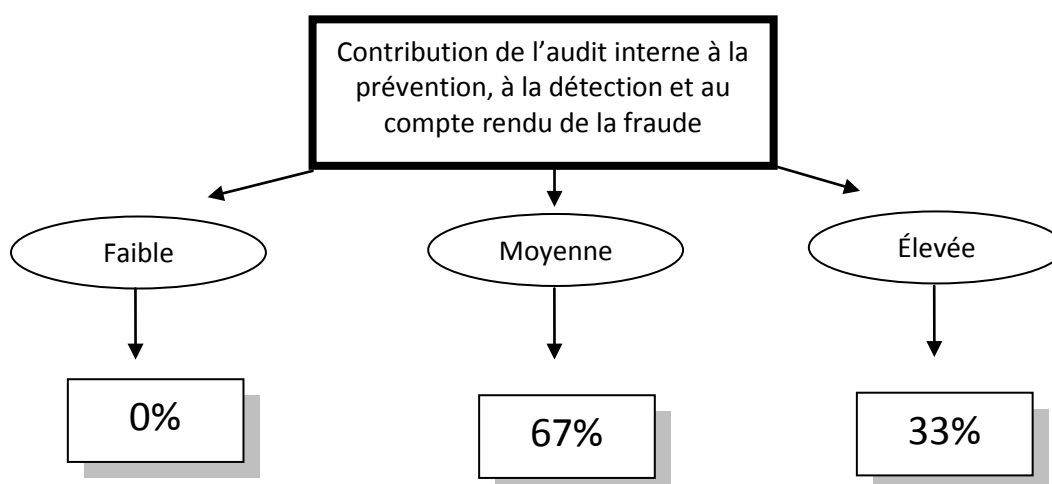 Contribution de l’audit interne à la
prévention, à la détection et au
compte rendu de la fraude
Faible
Moyenne
Élevée
0%
67%
33%